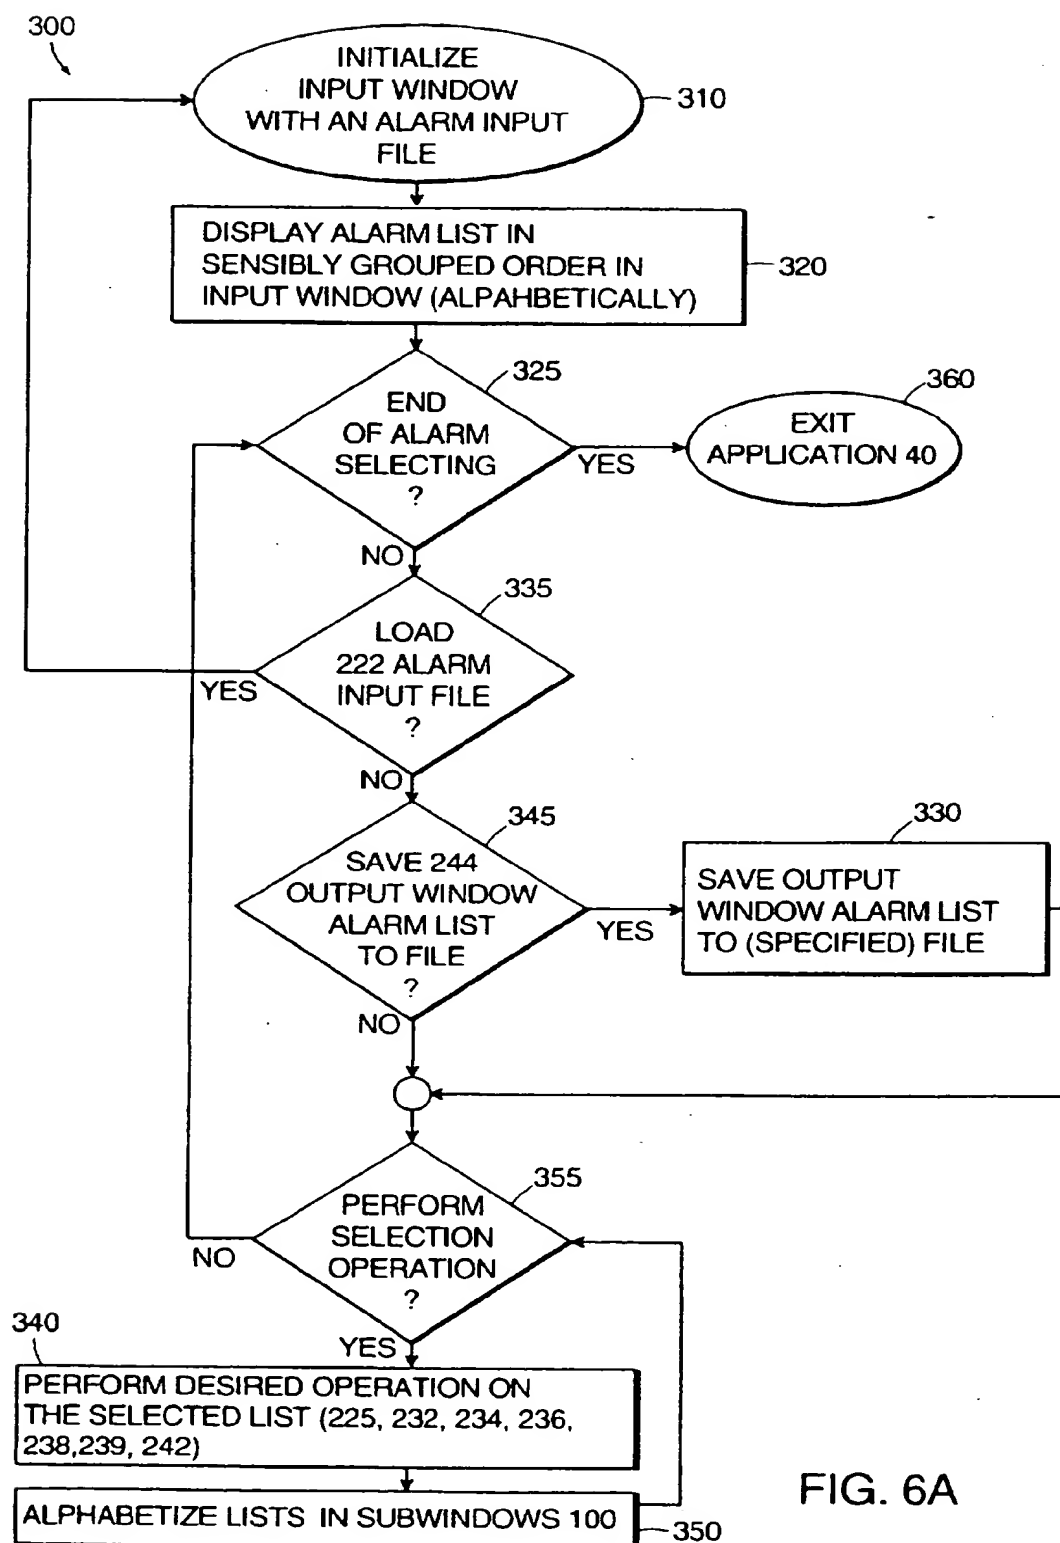 300
INITIALIZE
INPUT WINDOW
WITH AN ALARM INPUT
FILE
310
DISPLAY ALARM LIST IN
SENSIBLY GROUPED ORDER IN
INPUT WINDOW (ALPAHBETICALLY)
320
325
END
OF ALARM
SELECTING
?
YES
360
EXIT
APPLICATION 40
NO
335
LOAD
222 ALARM
INPUT FILE
?
YES
NO
345
SAVE 244
OUTPUT WINDOW
ALARM LIST
TO FILE
?
YES
330
SAVE OUTPUT
WINDOW ALARM LIST
TO (SPECIFIED) FILE
NO
355
PERFORM
SELECTION
OPERATION
?
NO
YES
340
PERFORM DESIRED OPERATION ON
THE SELECTED LIST (225, 232, 234, 236,
238,239, 242)
ALPHABETIZE LISTS IN SUBWINDOWS 100
350
FIG. 6A